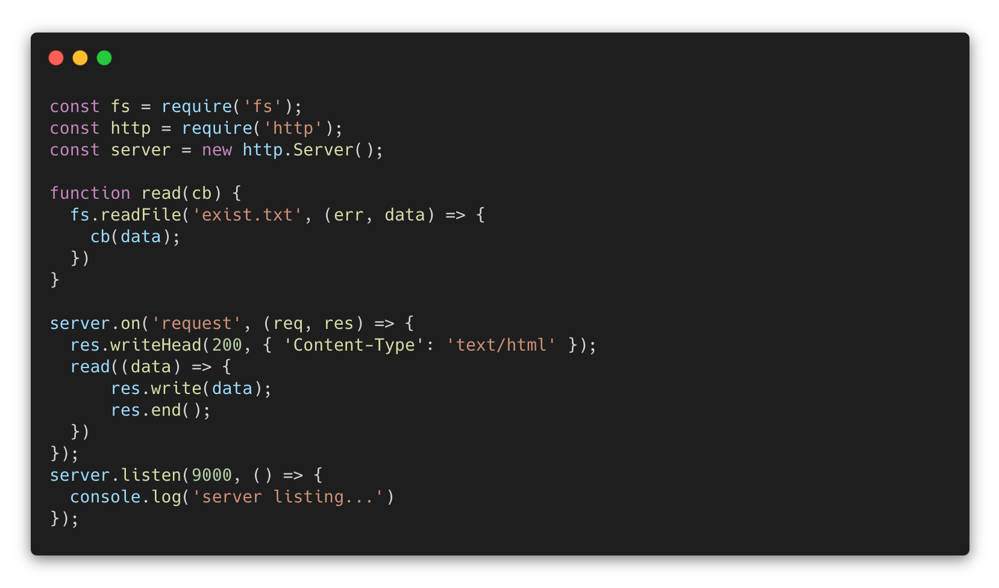 const fs = require('fs');
const http = require('http');
const server = new http.Server();

function read(cb) {
  fs.readFile('exist.txt', (err, data) => {
    cb(data);
  })
}

server.on('request', (req, res) => {
  res.writeHead(200, { 'Content-Type': 'text/html' });
  read((data) => {
      res.write(data);
      res.end();
  })
});
server.listen(9000, () => {
  console.log('server listing...')
});